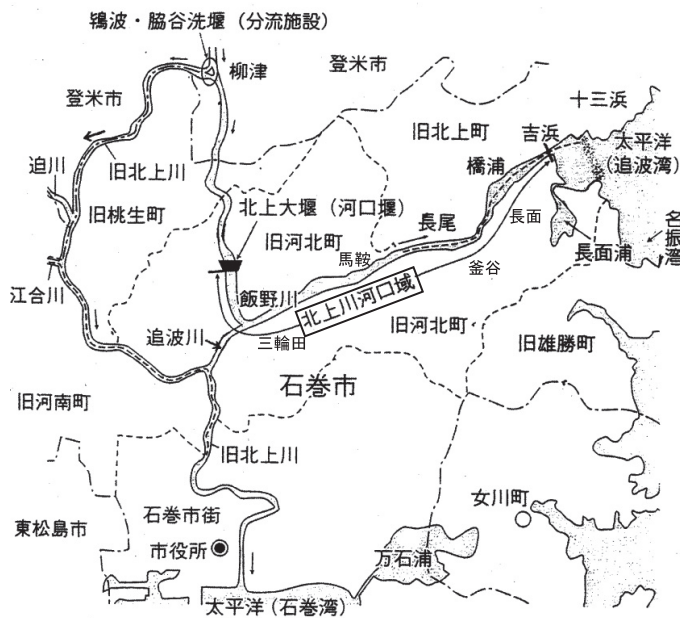 鴇波・脇谷洗堰（分流施設）
柳津
登米市
登米市
十三浜
旧北上町
吉浜
太平洋
（追波湾）
橋浦
迫川
旧北上川
旧桃生町
北上大堰（河口堰）
長尾
長面
名振湾
旧河北町
長面浦
馬鞍
釜谷
江合川
飯野川
北上川河口域
追波川
三輪田
旧河北町
旧雄勝町
石巻市
旧河南町
旧北上川
女川町
石巻市街
東松島市
市役所
万石浦
太平洋（石巻湾）